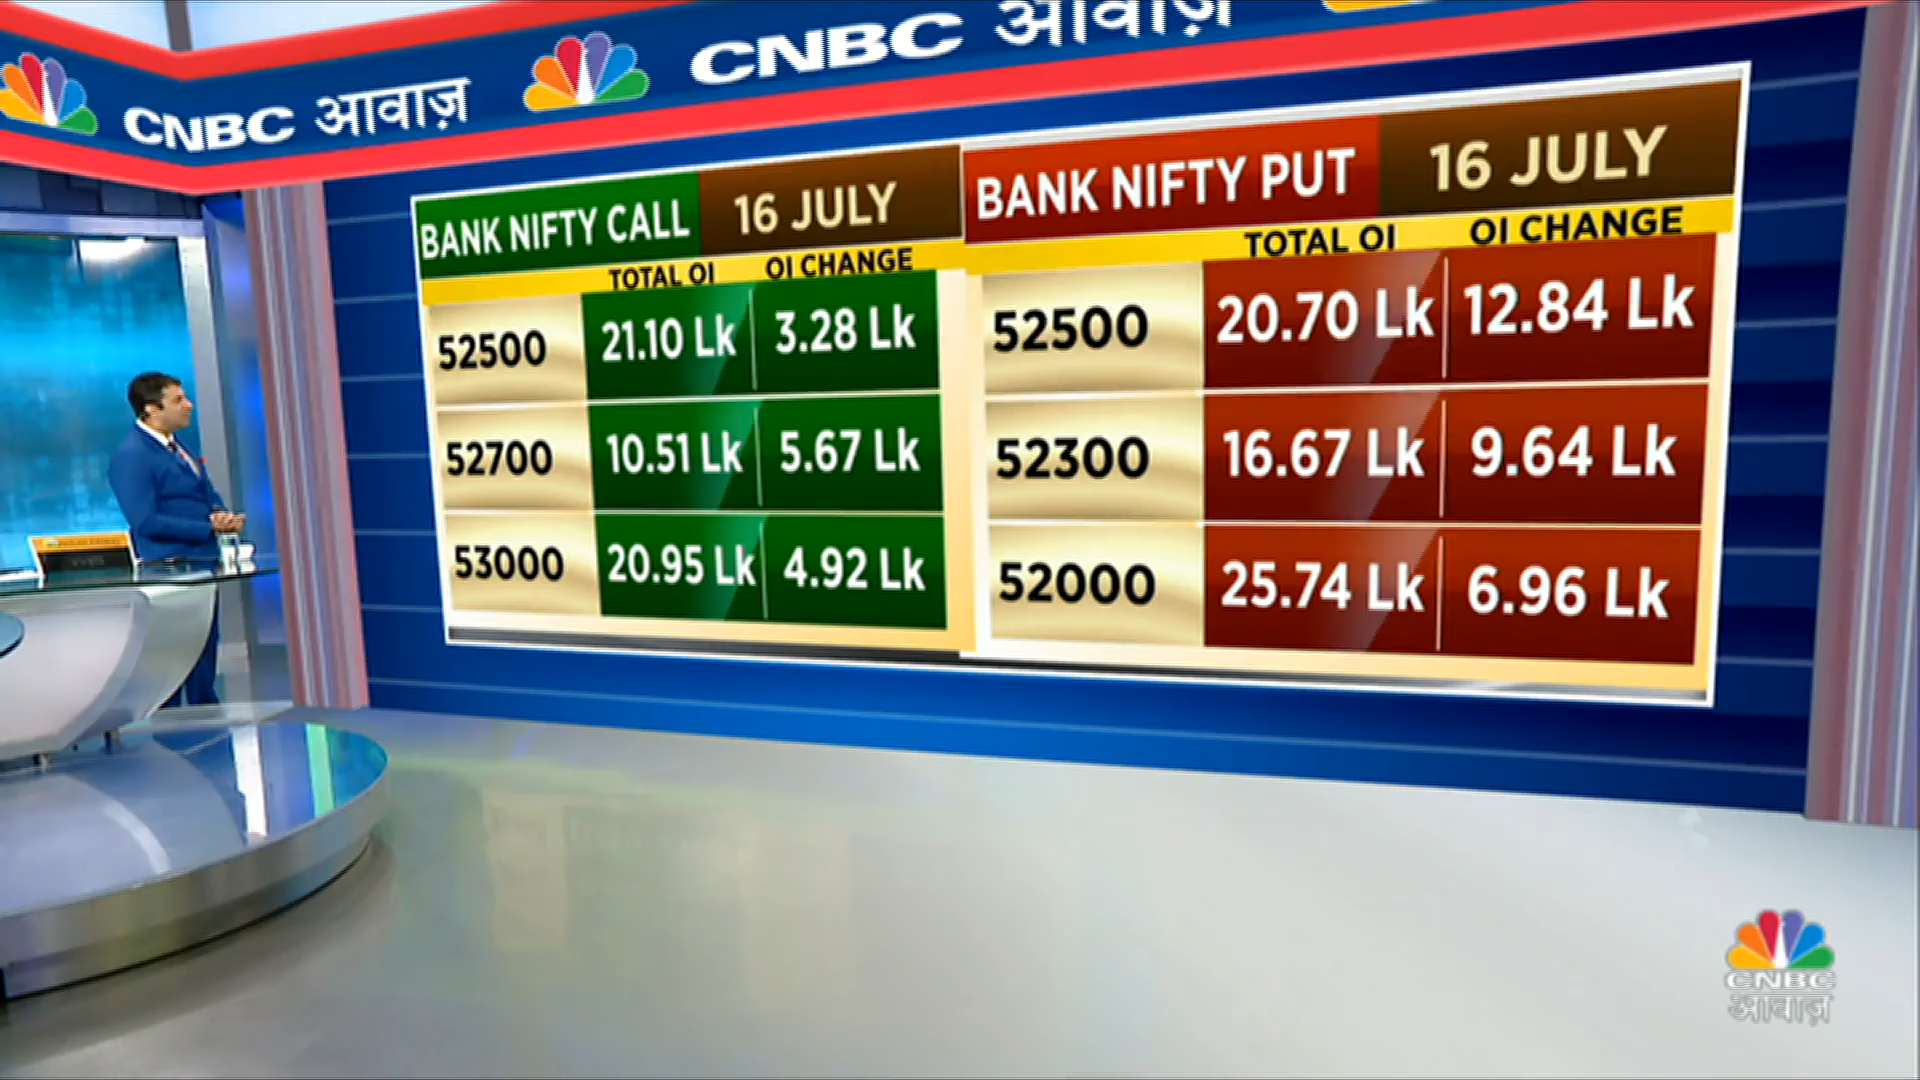 CNBC आवाज़
CNBC आवाज़
BANK NIFTY CALL 16 JULY
TOTAL OI OI CHANGE
52500 21.10 Lk 3.28 Lk
52700 10.51 Lk 5.67 Lk
53000 20.95 Lk 4.92 Lk
BANK NIFTY PUT 16 JULY
TOTAL OI OI CHANGE
52500 20.70 Lk 12.84 Lk
52300 16.67 Lk 9.64 Lk
52000 25.74 Lk 6.96 Lk
CNBC
आवाज़